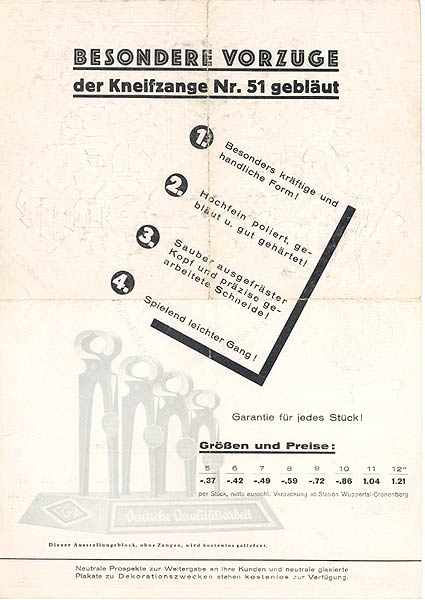 BESONDERE VORZÜGE
der Kneifzange Nr. 51 gebläut
1. Besonders kräftige und
handliche Form!
2. Hochfein poliert, ge-
bläut u. gut gehärtet!
3. Sauber ausgefräster
Kopf und präzise ge-
arbeitete Schneide!
4. Spielend leichter Gang!
Garantie für jedes Stück!
Größen und Preise:
5 6 7 8 9 10 11 12"
-.37 -.42 -.49 -.59 -.72 -.86 1.04 1.21
per Stück, netto ausschl. Verpackung ab Station Wuppertal-Cronenberg
Deutsche Qualitätsarbeit
Dieser Ausstellungsblock, ohne Zangen, wird kostenlos geliefert.
Neutrale Prospekte zur Weitergabe an Ihre Kunden und neutrale glasierte
Plakate zu Dekorationszwecken stehen kostenlos zur Verfügung.